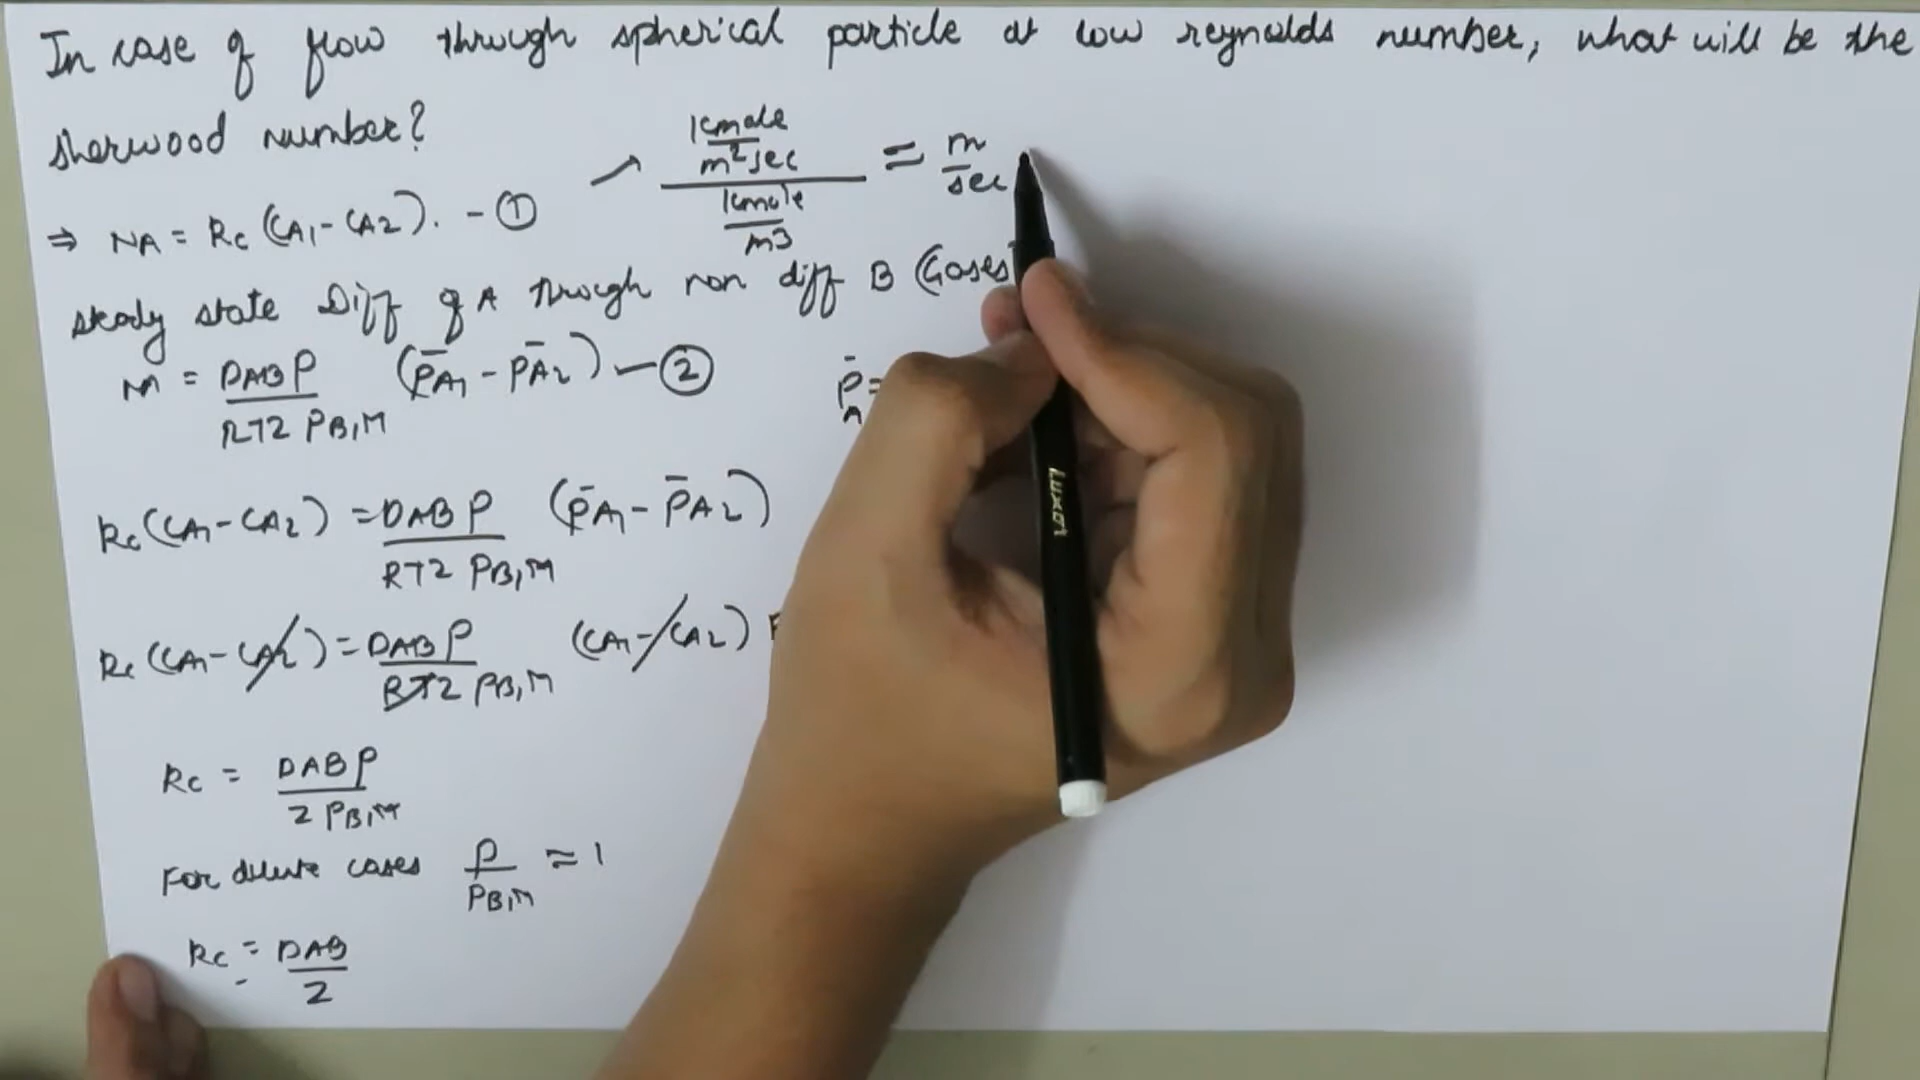 In case of flow through spherical particle at low reynolds number, what will be the
sherwood number?
⇒ NA = Kc (CA1 - CA2). - ①
kmole/m² sec / kmole/m3 = m/sec
steady state Diff of A through non diff B (Gases
NA = DAB P / RTZ PB,M (p̄A1 - p̄A2) - ②
p̄A =
Kc (CA1 - CA2) = DAB P / RTZ PB,M (p̄A1 - p̄A2)
Kc (CA1 - CA2) = DAB P / RTZ PB,M (CA1 - CA2)
Kc = DAB P / Z PB,M
For dilute cases P / PB,M ≈ 1
Kc = DAB / Z
Luxor